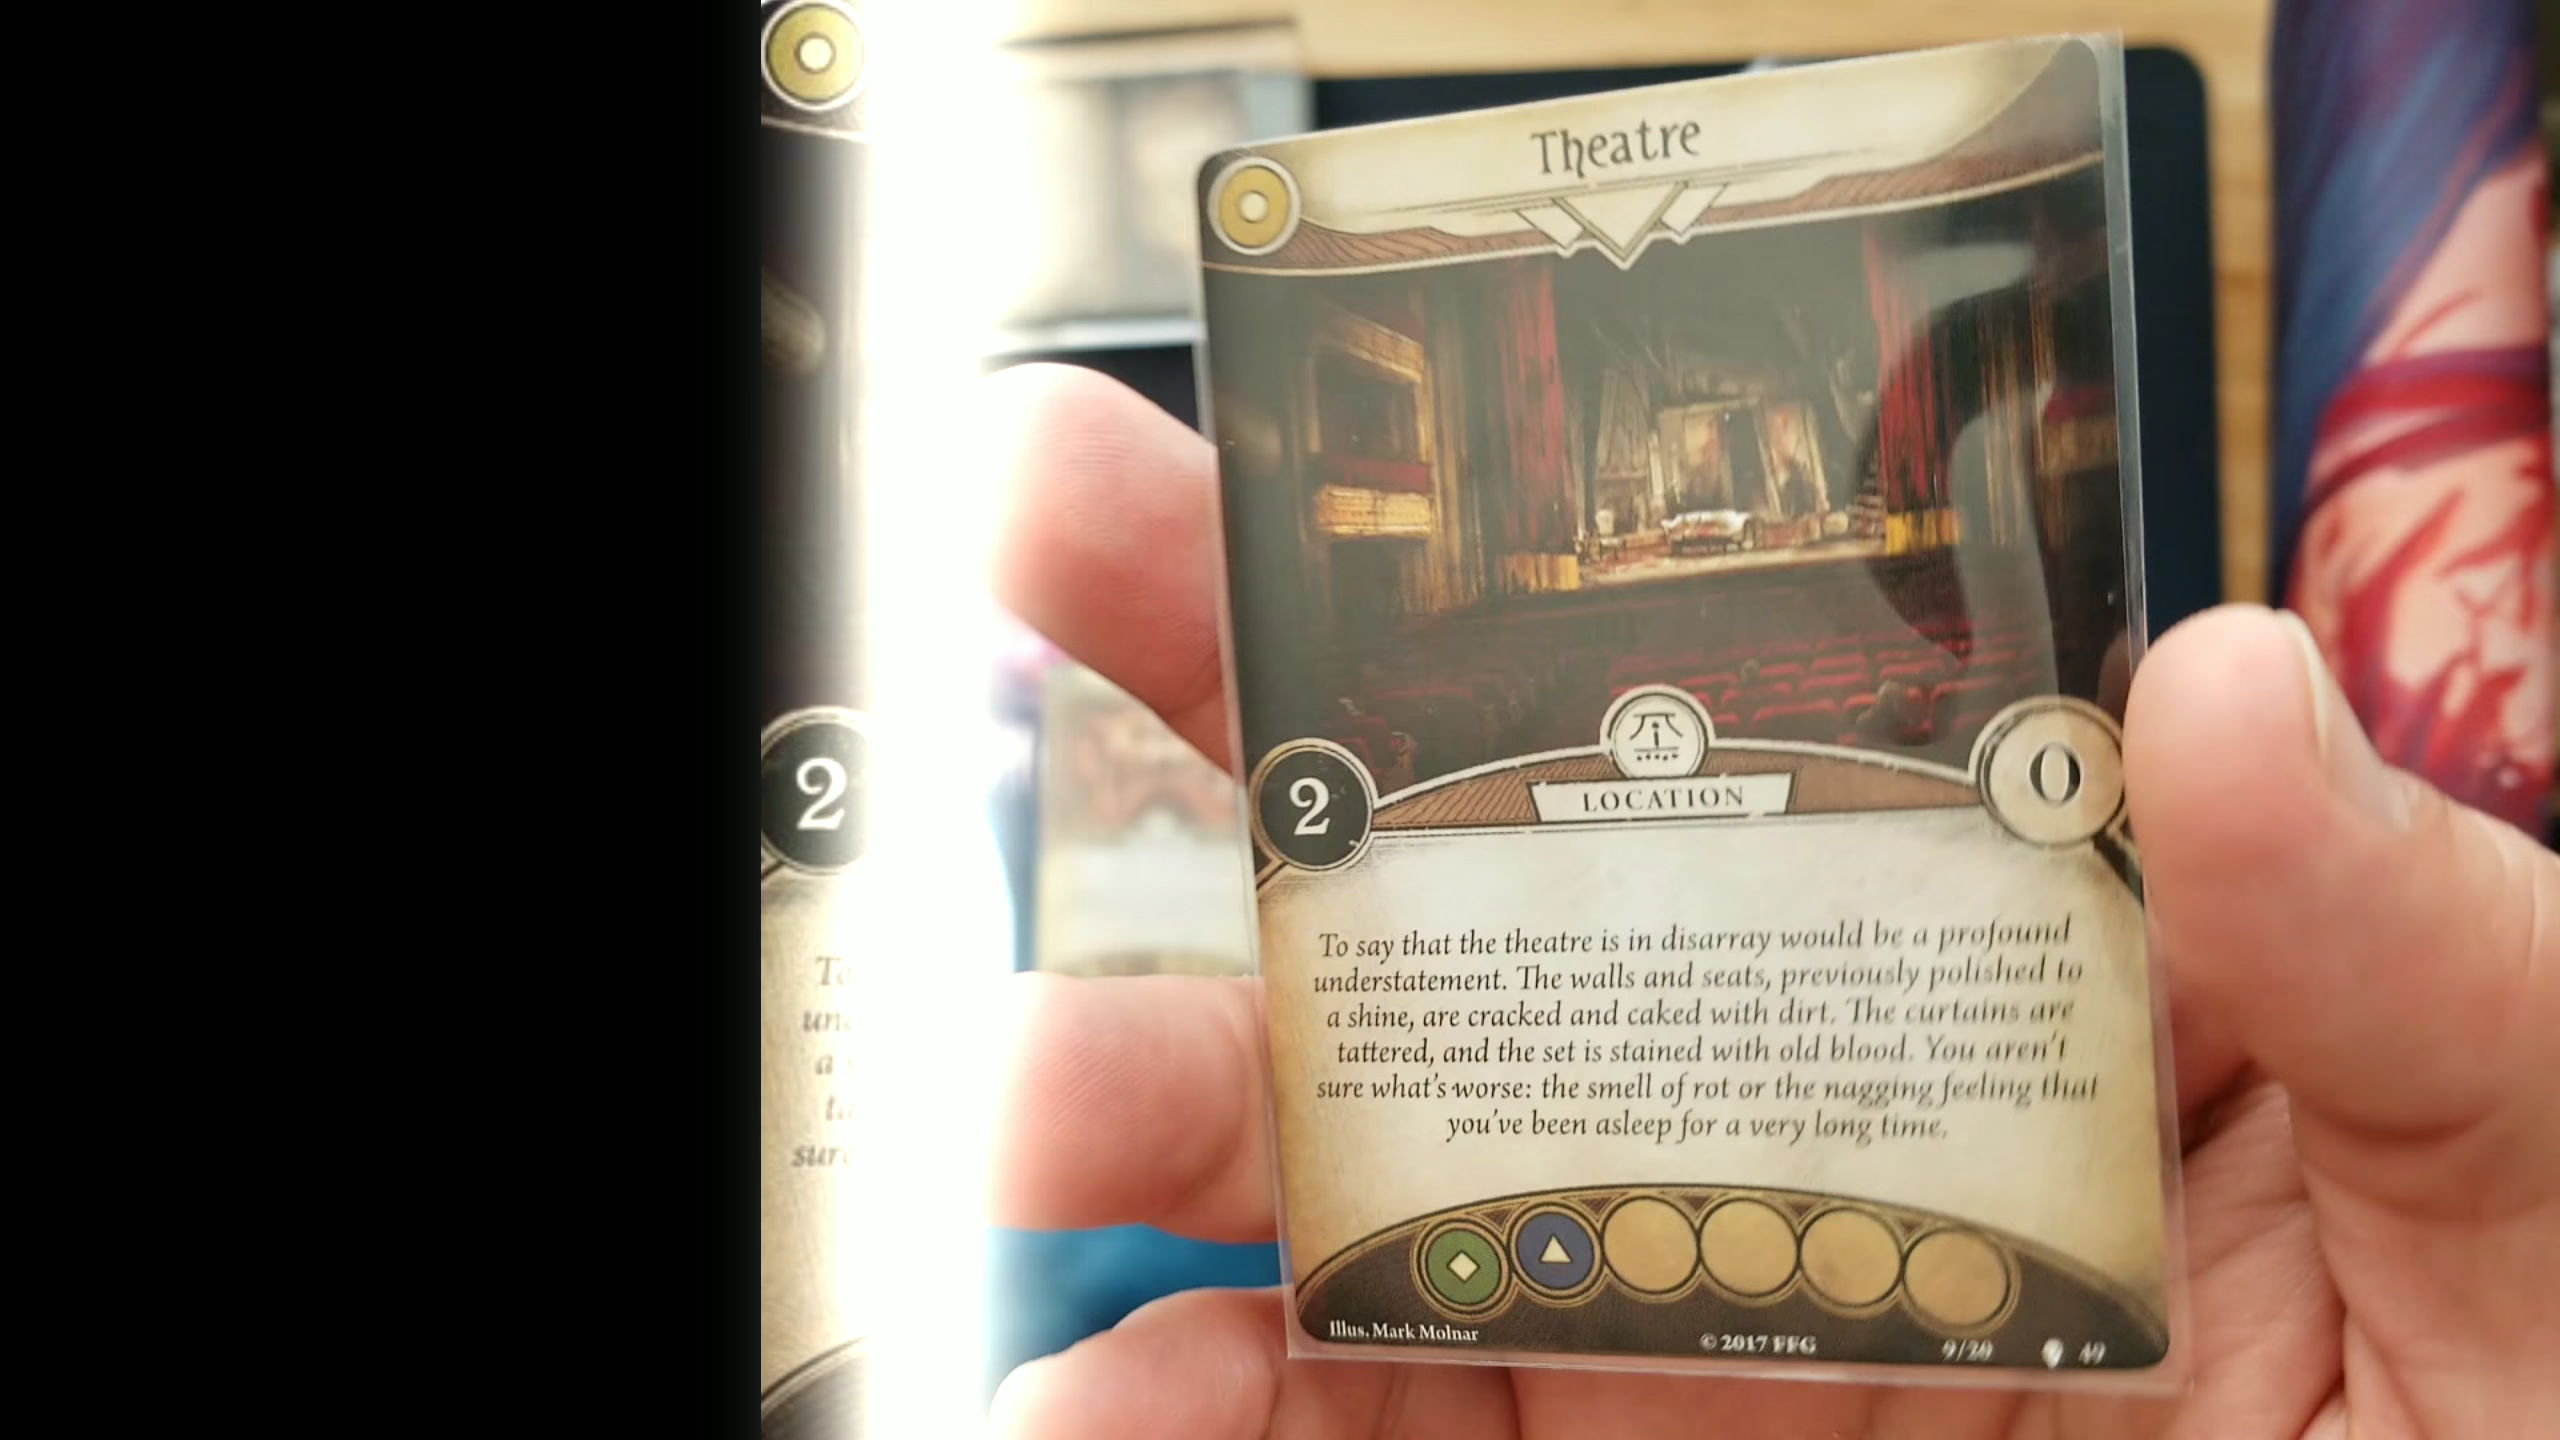 Theatre
2
LOCATION
0
To say that the theatre is in disarray would be a profound
understatement. The walls and seats, previously polished to
a shine, are cracked and caked with dirt. The curtains are
tattered, and the set is stained with old blood. You aren't
sure what's worse: the smell of rot or the nagging feeling that
you've been asleep for a very long time.
Illus. Mark Molnar
© 2017 FFG
9/20
49
2